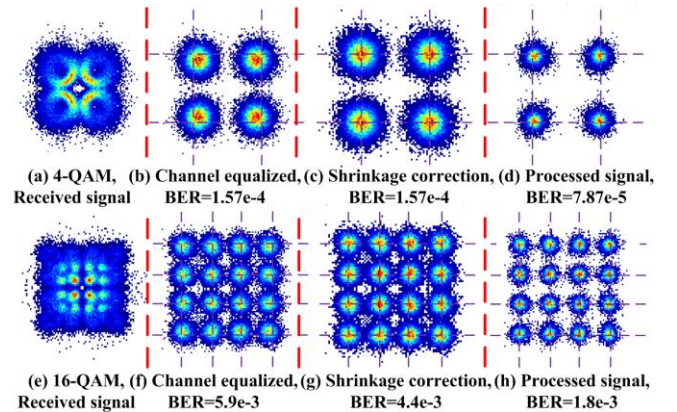 (a) 4-QAM, (b) Channel equalized, (c) Shrinkage correction, (d) Processed signal,
Received signal BER=1.57e-4 BER=1.57e-4 BER=7.87e-5
(e) 16-QAM, (f) Channel equalized, (g) Shrinkage correction, (h) Processed signal,
Received signal BER=5.9e-3 BER=4.4e-3 BER=1.8e-3